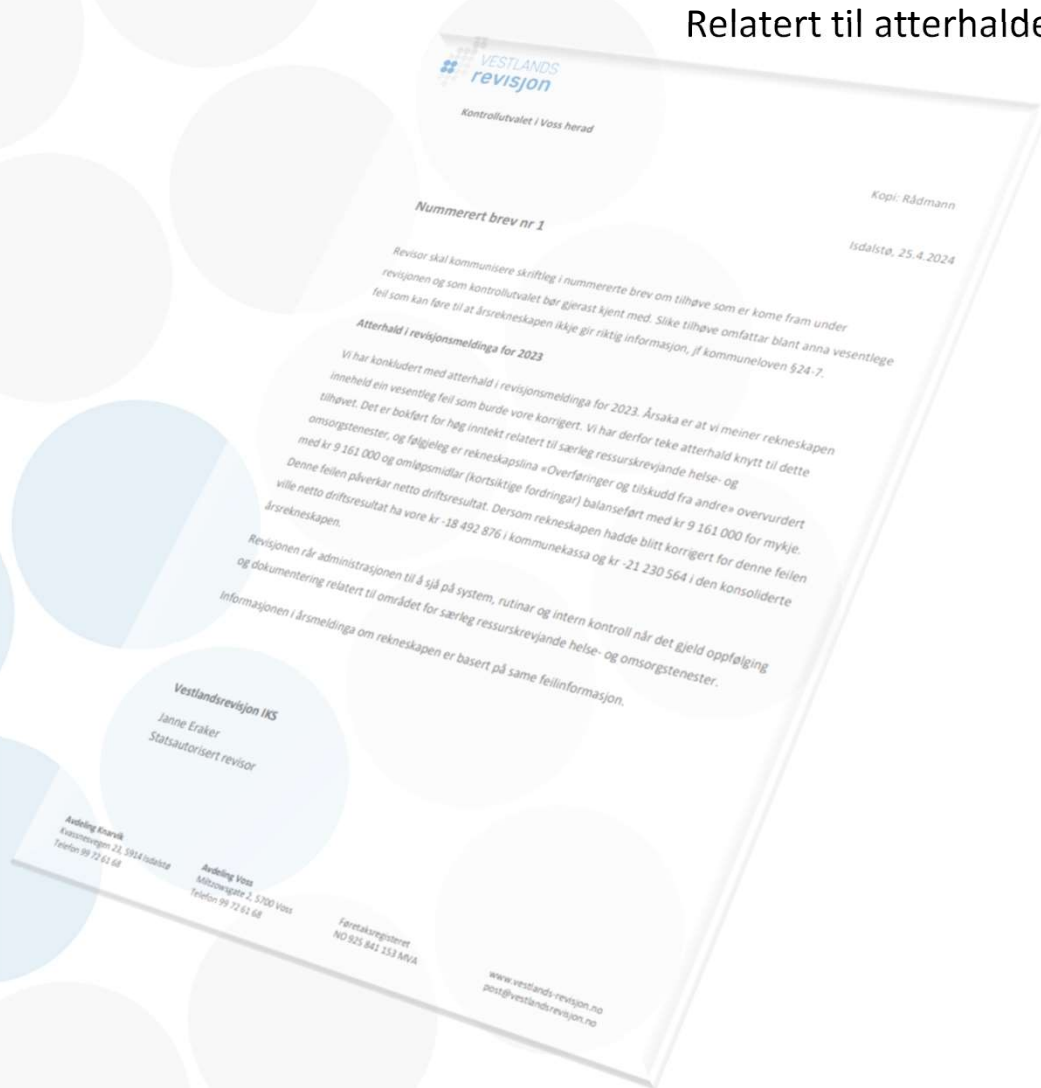 Relatert til atterhalde
VESTLANDS
revisjon
Kontrollutvalet i Voss herad
Kopi: Rådmann
Nummerert brev nr 1
Isdalstø, 25.4.2024
Revisor skal kommunisere skriftleg i nummererte brev om tilhøve som er kome fram under
revisjonen og som kontrollutvalet bør gjerast kjent med. Slike tilhøve omfattar blant anna vesentlege
feil som kan føre til at årsrekneskapen ikkje gir riktig informasjon, jf kommuneloven §24-7.
Atterhald i revisjonsmeldinga for 2023
Vi har konkludert med atterhald i revisjonsmeldinga for 2023. Årsaka er at vi meiner rekneskapen
inneheld ein vesentleg feil som burde vore korrigert. Vi har derfor teke atterhald knytt til dette
tilhøvet. Det er bokført for høg inntekt relatert til særleg ressurskrevjande helse- og
omsorgstenester, og følgjeleg er rekneskapslina «Overføringer og tilskudd fra andre» overvurdert
med kr 9 161 000 og omløpsmidlar (kortsiktige fordringar) balanseført med kr 9 161 000 for mykje.
Denne feilen påverkar netto driftsresultat. Dersom rekneskapen hadde blitt korrigert for denne feilen
ville netto driftsresultat ha vore kr -18 492 876 i kommunekassa og kr -21 230 564 i den konsoliderte
årsrekneskapen.
Revisjonen rår administrasjonen til å sjå på system, rutinar og intern kontroll når det gjeld oppfølging
og dokumentering relatert til området for særleg ressurskrevjande helse- og omsorgstenester.
Informasjonen i årsmeldinga om rekneskapen er basert på same feilinformasjon.
Vestlandsrevisjon IKS
Janne Eraker
Statsautorisert revisor
Avdeling Knarvik
Kvassnesvegen 23, 5914 Isdalstø
Telefon 99 72 61 68
Avdeling Voss
Miltzowsgate 2, 5700 Voss
Telefon 99 72 61 68
Føretaksregisteret
NO 925 841 153 MVA
www.vestlands-revisjon.no
post@vestlandsrevisjon.no